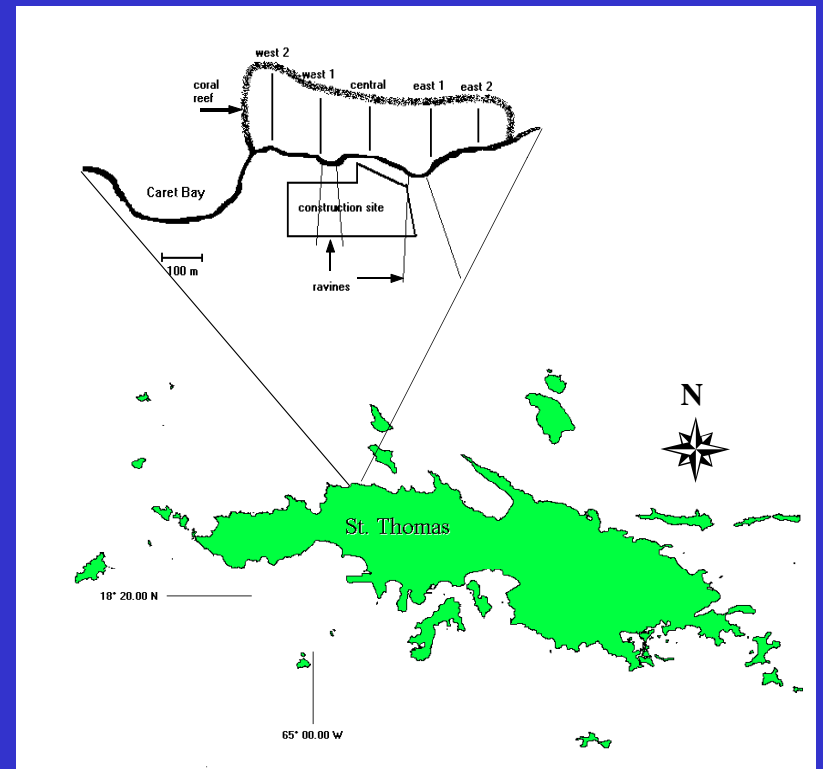 west 2
west 1
central
east 1
east 2
coral
reef
Caret Bay
construction site
100 m
ravines
N
St. Thomas
18° 20.00 N
65° 00.00 W